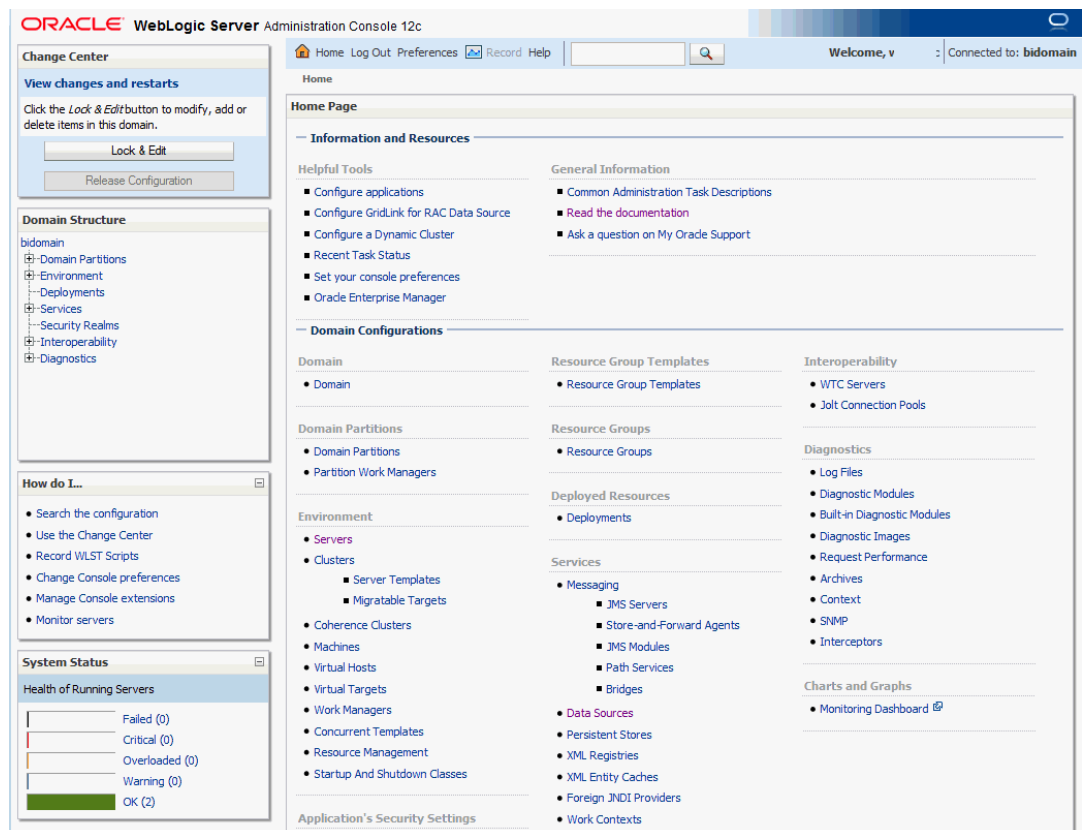 ORACLE WebLogic Server Administration Console 12c
Change Center
View changes and restarts
Click the Lock & Edit button to modify, add or
delete items in this domain.
Lock & Edit
Release Configuration
Domain Structure
bidomain
Domain Partitions
Environment
Deployments
Services
Security Realms
Interoperability
Diagnostics
How do I...
Search the configuration
Use the Change Center
Record WLST Scripts
Change Console preferences
Manage Console extensions
Monitor servers
System Status
Health of Running Servers
Failed (0)
Critical (0)
Overloaded (0)
Warning (0)
OK (2)
Home Log Out Preferences Record Help
Welcome, Connected to: bidomain
Home
Home Page
Information and Resources
Helpful Tools
Configure applications
Configure GridLink for RAC Data Source
Configure a Dynamic Cluster
Recent Task Status
Set your console preferences
Oracle Enterprise Manager
General Information
Common Administration Task Descriptions
Read the documentation
Ask a question on My Oracle Support
Domain Configurations
Domain
Domain
Domain Partitions
Domain Partitions
Partition Work Managers
Environment
Servers
Clusters
Server Templates
Migratable Targets
Coherence Clusters
Machines
Virtual Hosts
Virtual Targets
Work Managers
Concurrent Templates
Resource Management
Startup And Shutdown Classes
Application's Security Settings
Resource Group Templates
Resource Group Templates
Resource Groups
Resource Groups
Deployed Resources
Deployments
Services
Messaging
JMS Servers
Store-and-Forward Agents
JMS Modules
Path Services
Bridges
Data Sources
Persistent Stores
XML Registries
XML Entity Caches
Foreign JNDI Providers
Work Contexts
Interoperability
WTC Servers
Jolt Connection Pools
Diagnostics
Log Files
Diagnostic Modules
Built-in Diagnostic Modules
Diagnostic Images
Request Performance
Archives
Context
SNMP
Interceptors
Charts and Graphs
Monitoring Dashboard